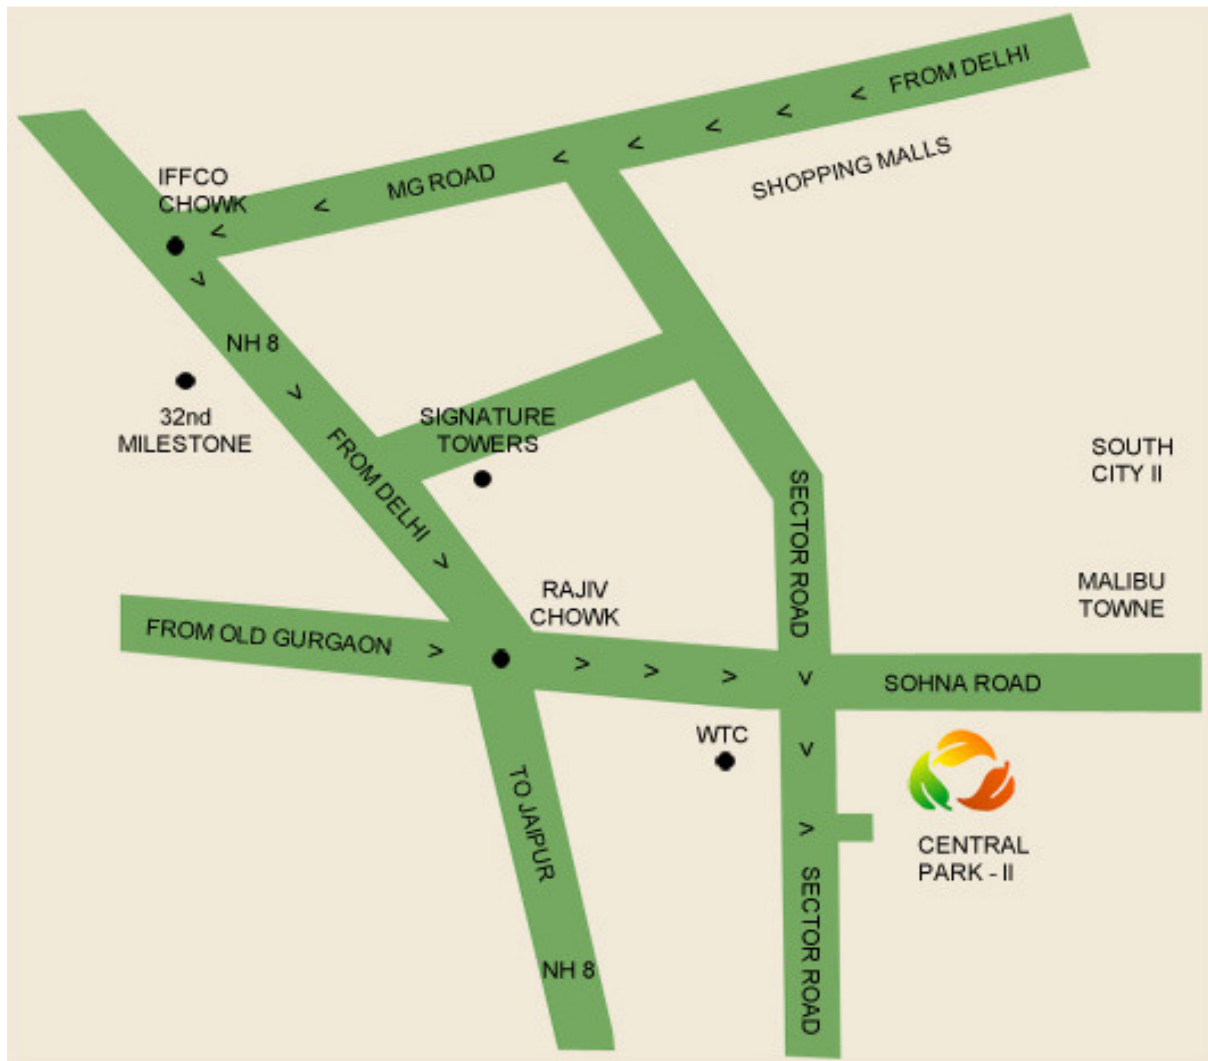 FROM DELHI
SHOPPING MALLS
MG ROAD
IFFCO
CHOWK
NH 8
32nd
MILESTONE
SIGNATURE
TOWERS
FROM DELHI
SOUTH
CITY II
SECTOR ROAD
MALIBU
TOWNE
RAJIV
CHOWK
FROM OLD GURGAON
SOHNA ROAD
WTC
TO JAIPUR
CENTRAL
PARK - II
SECTOR ROAD
NH 8